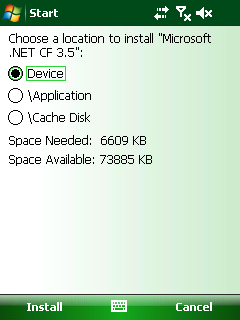 Start
Choose a location to install "Microsoft
.NET CF 3.5":
Device
\Application
\Cache Disk
Space Needed: 6609 KB
Space Available: 73885 KB
Install Cancel